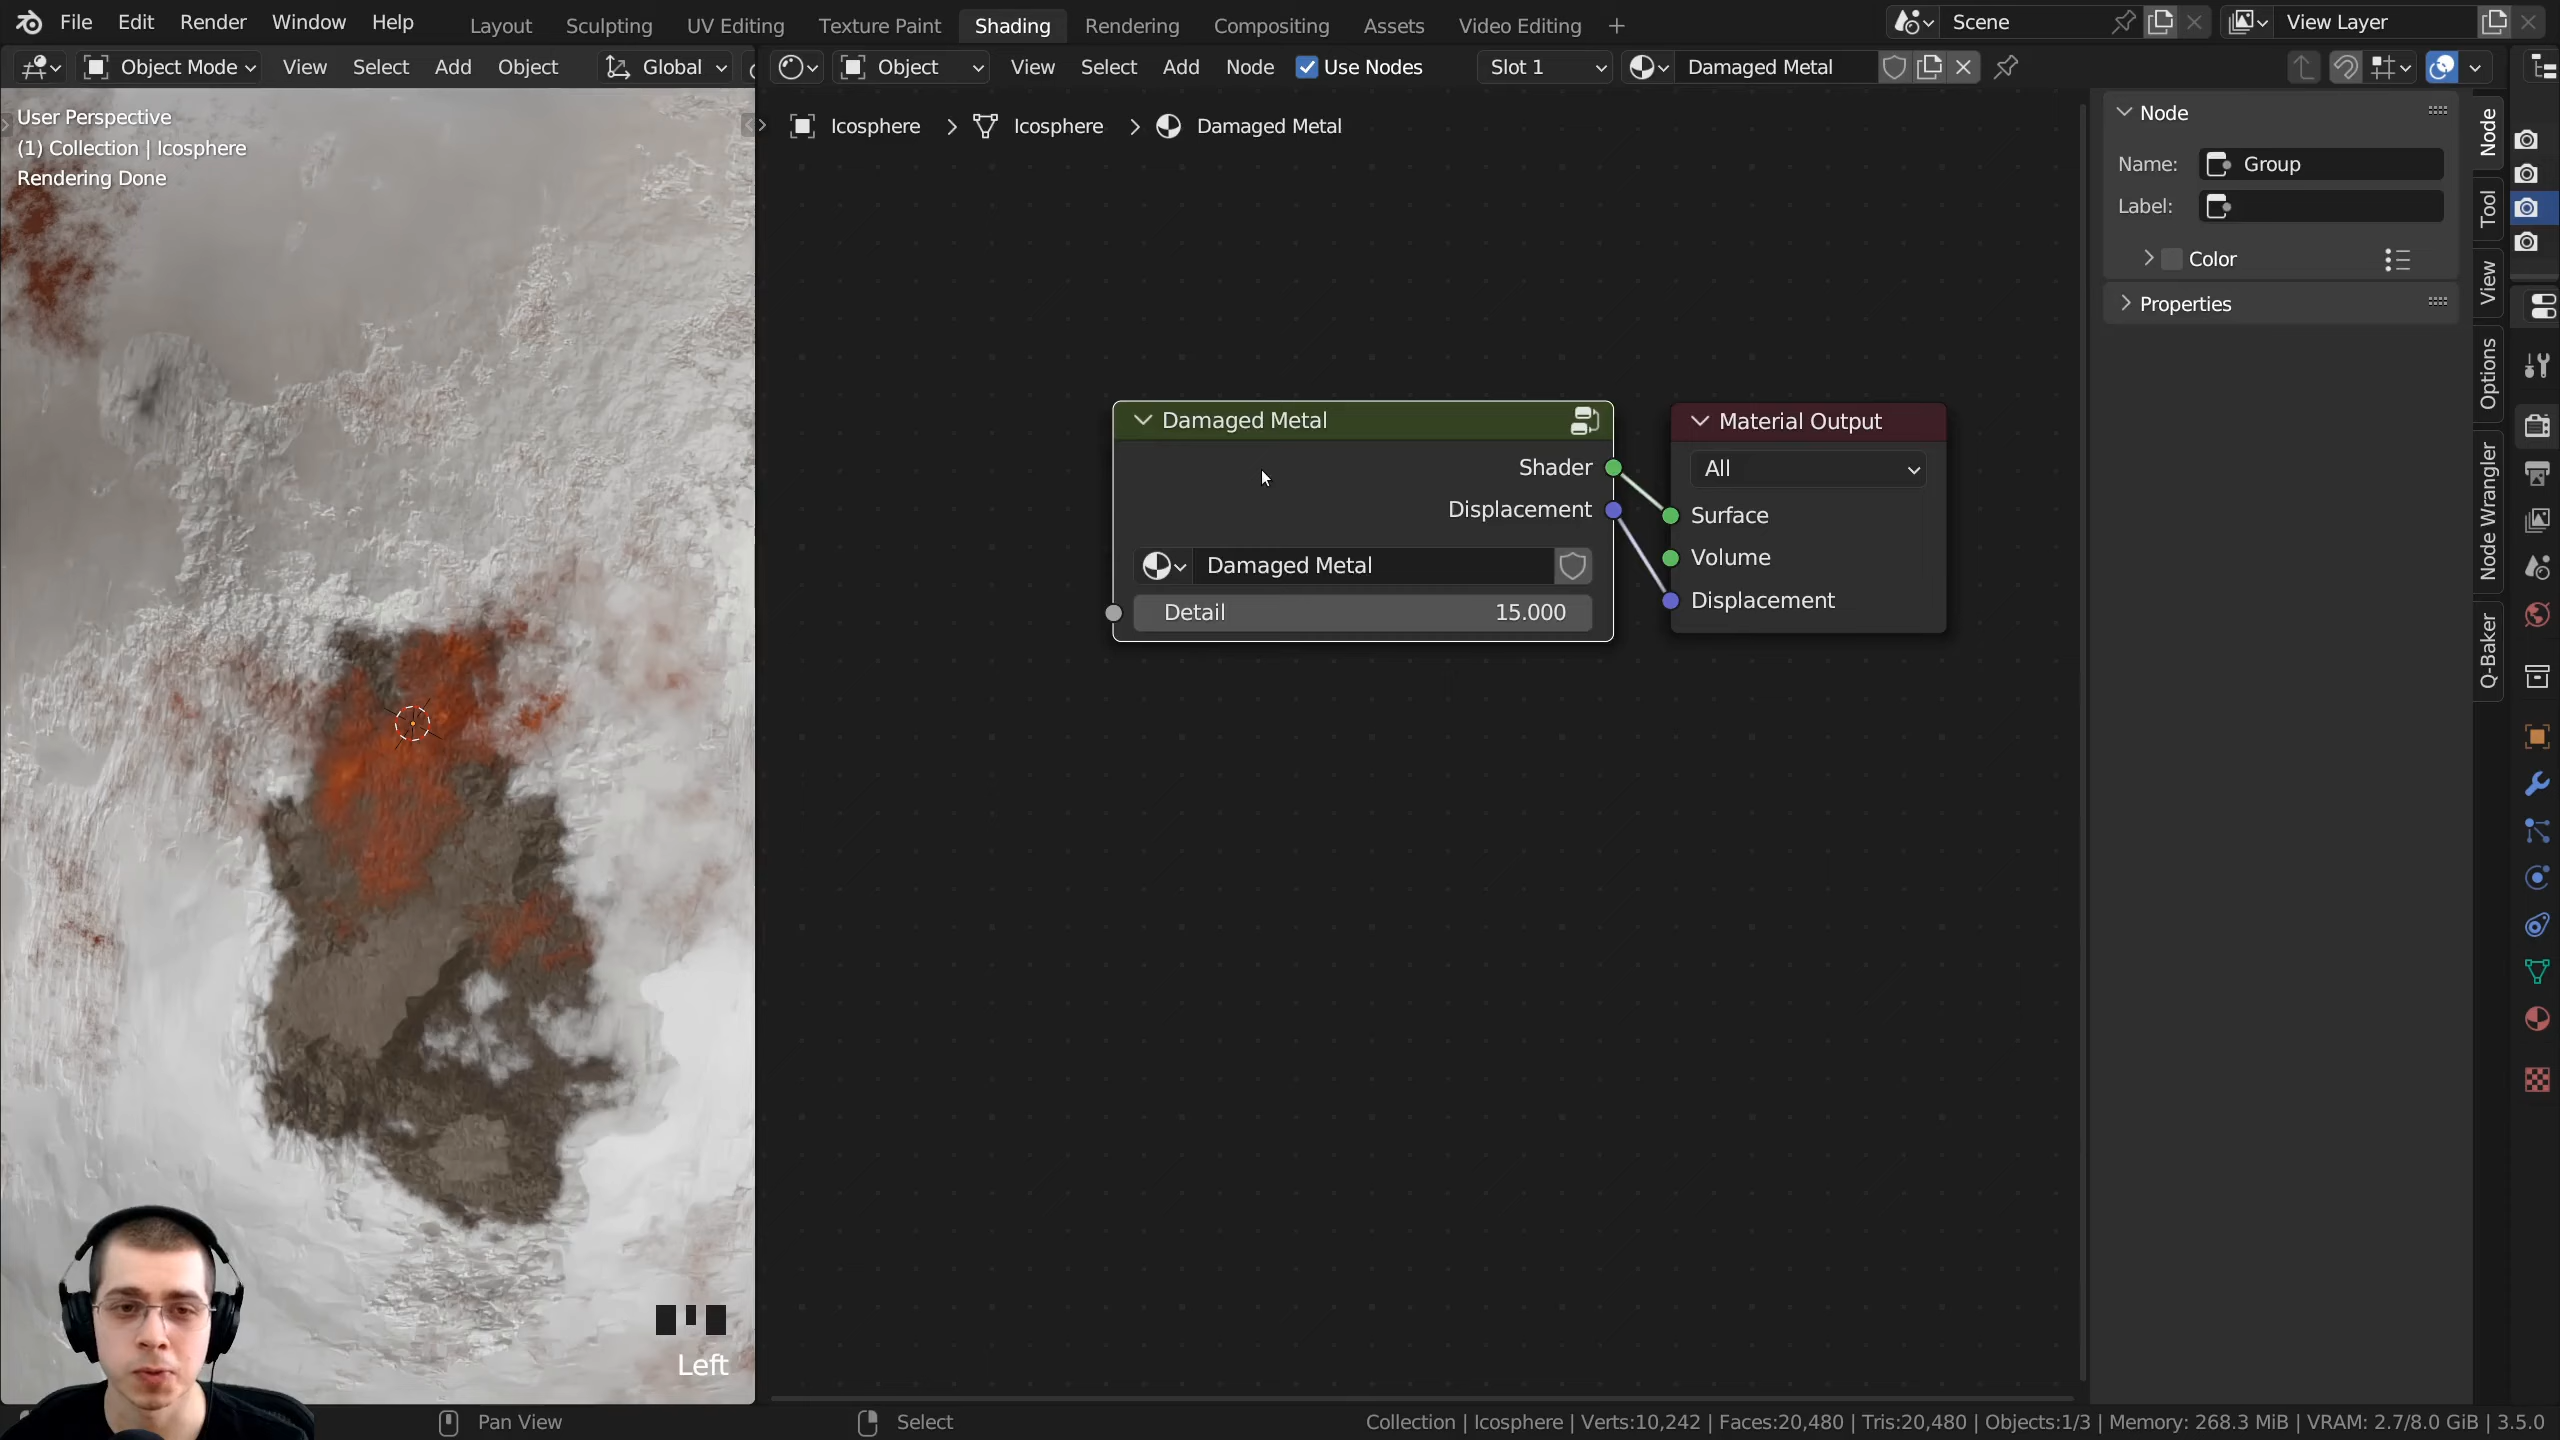 File Edit Render Window Help Layout Sculpting UV Editing Texture Paint Shading Rendering Compositing Assets Video Editing + Scene View Layer
Object Mode View Select Add Object Global Object View Select Add Node Use Nodes Slot 1 Damaged Metal
User Perspective
(1) Collection | Icosphere
Rendering Done
Icosphere > Icosphere > Damaged Metal
Node
Name: Group
Label:
Color
Properties
Node
Tool
View
Options
Node Wrangler
Q-Baker
Damaged Metal
Shader
Displacement
Damaged Metal
Detail 15.000
Material Output
All
Surface
Volume
Displacement
Left
Pan View Select Collection | Icosphere | Verts:10,242 | Faces:20,480 | Tris:20,480 | Objects:1/3 | Memory: 268.3 MiB | VRAM: 2.7/8.0 GiB | 3.5.0